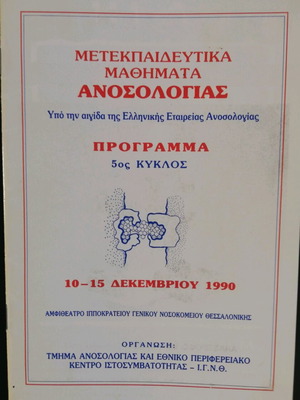 ΜΕΤΕΚΠΑΙΔΕΥΤΙΚΑ
ΜΑΘΗΜΑΤΑ
ΑΝΟΣΟΛΟΓΙΑΣ
Υπό την αιγίδα της Ελληνικής Εταιρείας Ανοσολογίας
ΠΡΟΓΡΑΜΜΑ
5ος ΚΥΚΛΟΣ
10–15 ΔΕΚΕΜΒΡΙΟΥ 1990
ΑΜΦΙΘΕΑΤΡΟ ΙΠΠΟΚΡΑΤΕΙΟΥ ΓΕΝΙΚΟΥ ΝΟΣΟΚΟΜΕΙΟΥ ΘΕΣΣΑΛΟΝΙΚΗΣ
ΟΡΓΑΝΩΣΗ:
ΤΜΗΜΑ ΑΝΟΣΟΛΟΓΙΑΣ ΚΑΙ ΕΘΝΙΚΟ ΠΕΡΙΦΕΡΕΙΑΚΟ
ΚΕΝΤΡΟ ΙΣΤΟΣΥΜΒΑΤΟΤΗΤΑΣ – Ι.Γ.Ν.Θ.